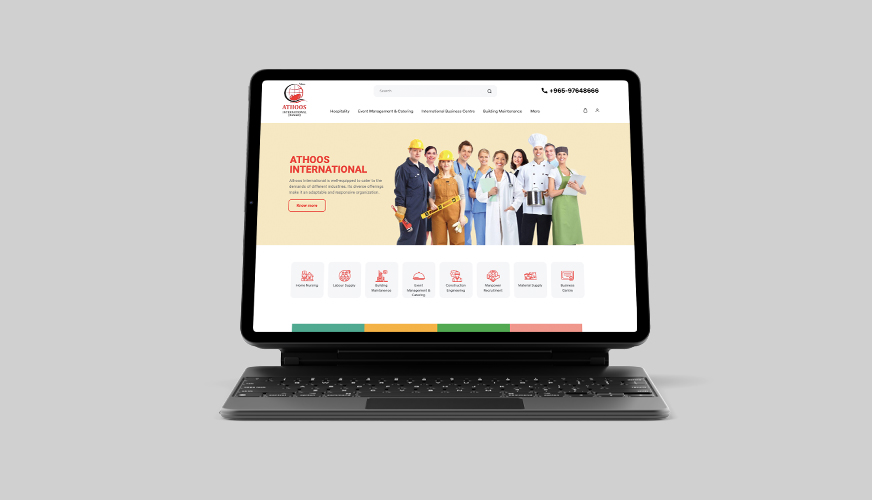 ATHOOS
INTERNATIONAL
Search
+965-97648666
Hospitality Event Management & Catering International Business Centre Building Maintenance More
ATHOOS
INTERNATIONAL
Athoos International is well-equipped to cater to the
demands of different industries. Its diverse offerings
make it an adaptable and responsive organization.
Know more
Home Nursing
Labour Supply
Building
Maintenance
Event
Management &
Catering
Construction
Engineering
Manpower
Recruitment
Material Supply
Business
Centre